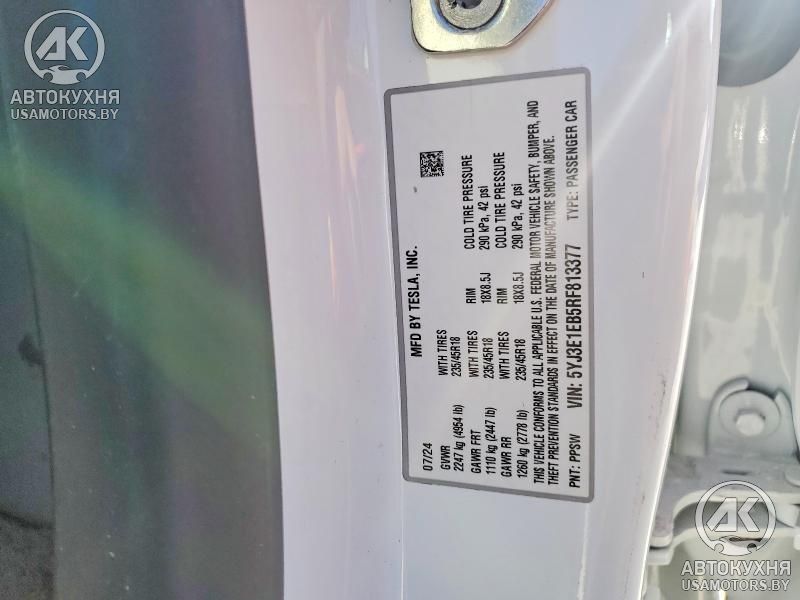 AK
АВТОКУХНЯ
USAMOTORS.BY
MFD BY TESLA, INC.
07/24
GVWR WITH TIRES RIM COLD TIRE PRESSURE
2247 kg (4954 lb) 235/45R18 18X8.5J 290 kPa, 42 psi
GAWR FRT WITH TIRES RIM COLD TIRE PRESSURE
1110 kg (2447 lb) 235/45R18 18X8.5J 290 kPa, 42 psi
GAWR RR WITH TIRES
1260 kg (2778 lb) 235/45R18
THIS VEHICLE CONFORMS TO ALL APPLICABLE U.S. FEDERAL MOTOR VEHICLE SAFETY, BUMPER, AND
THEFT PREVENTION STANDARDS IN EFFECT ON THE DATE OF MANUFACTURE SHOWN ABOVE.
PNT: PPSW VIN: 5YJ3E1EB5RF813377 TYPE: PASSENGER CAR
AK
АВТОКУХНЯ
USAMOTORS.BY